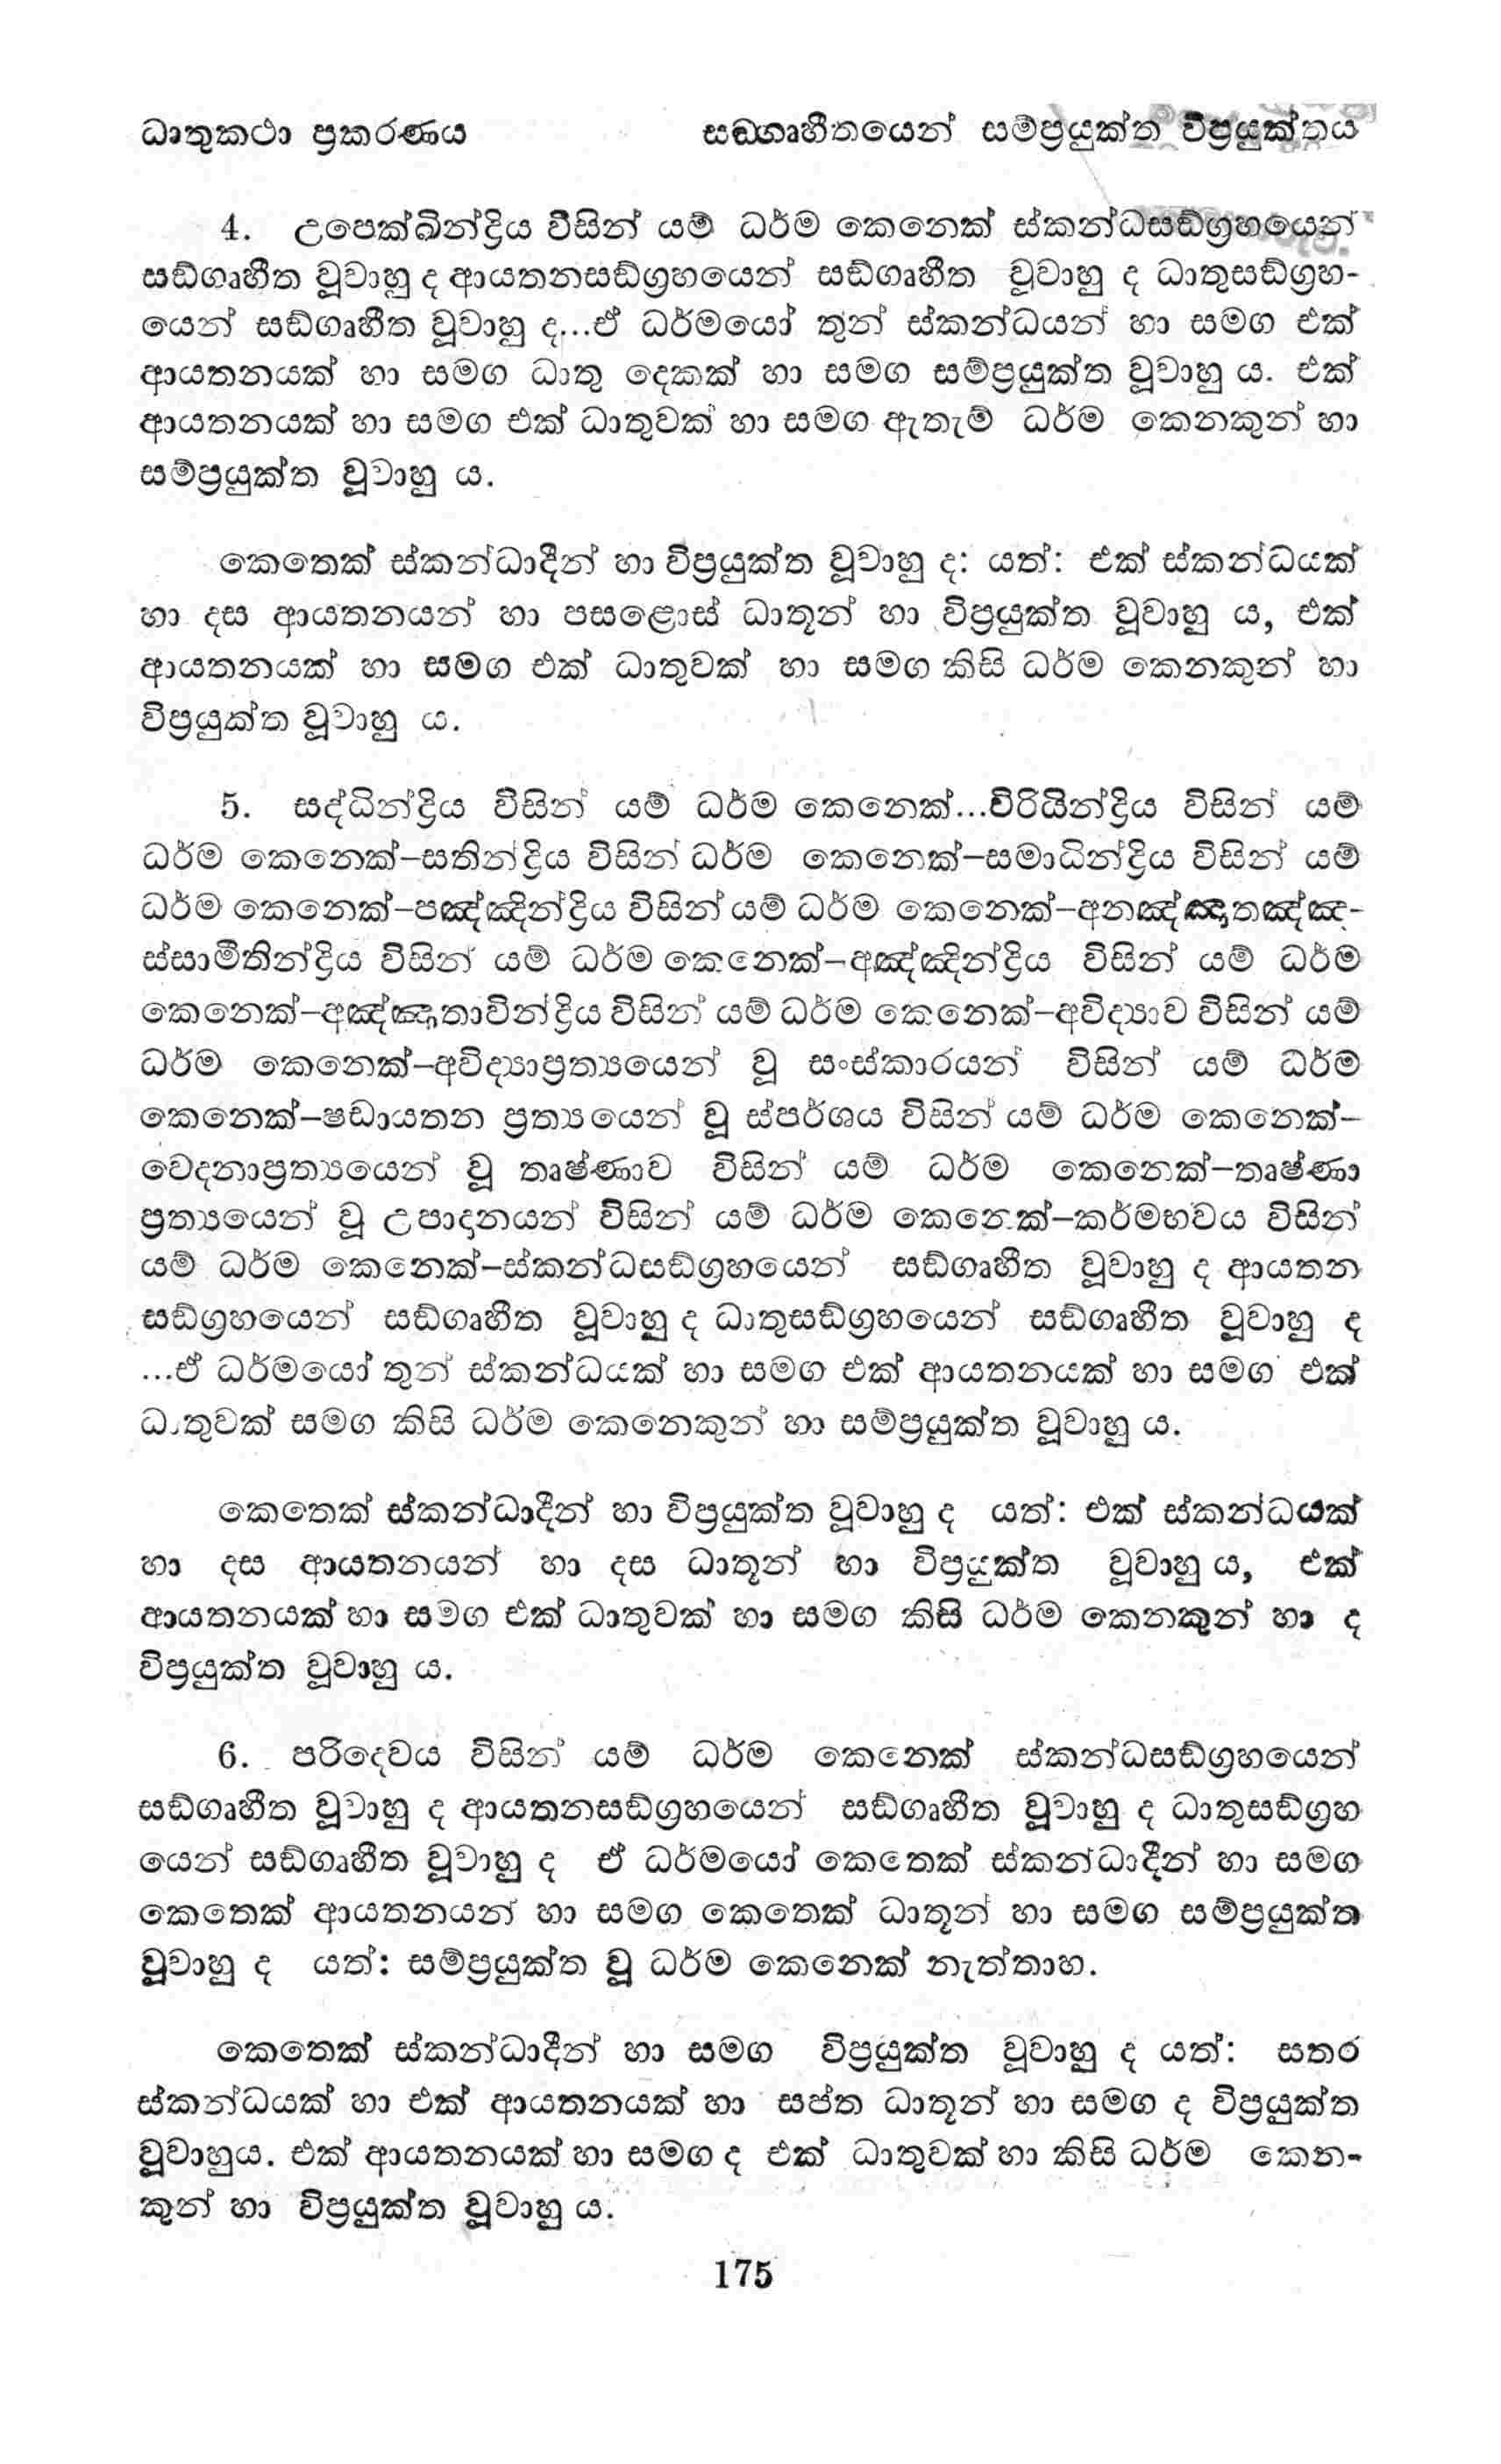 ධාතුකථා ප්‍රකරණය සඞගෘහීතයෙන් සම්ප්‍රයුක්ත විප්‍රයුක්තය
4. උපෙක්ඛින්ද්‍රිය විසින් යම් ධර්ම කෙනෙක් ස්කන්ධසඞ්ග්‍රහයෙන්
සඞ්ගෘහීත වූවාහු ද ආයතනසඞ්ග්‍රහයෙන් සඞ්ගෘහීත වූවාහු ද ධාතුසඞ්ග්‍රහ-
යෙන් සඞ්ගෘහීත වූවාහු ද...ඒ ධර්මයෝ තුන් ස්කන්ධයන් හා සමග එක්
ආයතනයක් හා සමග ධාතු දෙකක් හා සමග සම්ප්‍රයුක්ත වූවාහු ය. එක්
ආයතනයක් හා සමග එක් ධාතුවක් හා සමග ඇතැම් ධර්ම කෙනකුන් හා
සම්ප්‍රයුක්ත වූවාහු ය.
කෙතෙක් ස්කන්ධාදීන් හා විප්‍රයුක්ත වූවාහු ද: යත්: එක් ස්කන්ධයක්
හා දස ආයතනයන් හා පසළොස් ධාතූන් හා විප්‍රයුක්ත වූවාහු ය, එක්
ආයතනයක් හා සමග එක් ධාතුවක් හා සමග කිසි ධර්ම කෙනකුන් හා
විප්‍රයුක්ත වූවාහු ය.
5. සද්ධින්ද්‍රිය විසින් යම් ධර්ම කෙනෙක්...විරියින්ද්‍රිය විසින් යම්
ධර්ම කෙනෙක්–සතින්ද්‍රිය විසින් ධර්ම කෙනෙක්–සමාධින්ද්‍රිය විසින් යම්
ධර්ම කෙනෙක්–පඤ්ඤින්ද්‍රිය විසින් යම් ධර්ම කෙනෙක්–අනඤ්ඤාතඤ්ඤ-
ස්සාමීතින්ද්‍රිය විසින් යම් ධර්ම කෙනෙක්–අඤ්ඤින්ද්‍රිය විසින් යම් ධර්ම
කෙනෙක්–අඤ්ඤාතාවින්ද්‍රිය විසින් යම් ධර්ම කෙනෙක්–අවිද්‍යාව විසින් යම්
ධර්ම කෙනෙක්–අවිද්‍යාප්‍රත්‍යයෙන් වූ සංස්කාරයන් විසින් යම් ධර්ම
කෙනෙක්–ෂඩායතන ප්‍රත්‍යයෙන් වූ ස්පර්ශය විසින් යම් ධර්ම කෙනෙක්–
වෙදනාප්‍රත්‍යයෙන් වූ තෘෂ්ණාව විසින් යම් ධර්ම කෙනෙක්–තෘෂ්ණා
ප්‍රත්‍යයෙන් වූ උපාදානයන් විසින් යම් ධර්ම කෙනෙක්–කර්මභවය විසින්
යම් ධර්ම කෙනෙක්–ස්කන්ධසඞ්ග්‍රහයෙන් සඞ්ගෘහීත වූවාහු ද ආයතන
සඞ්ග්‍රහයෙන් සඞ්ගෘහීත වූවාහු ද ධාතුසඞ්ග්‍රහයෙන් සඞ්ගෘහීත වූවාහු ද
...ඒ ධර්මයෝ තුන් ස්කන්ධයක් හා සමග එක් ආයතනයක් හා සමග එක්
ධාතුවක් සමග කිසි ධර්ම කෙනෙකුන් හා සම්ප්‍රයුක්ත වූවාහු ය.
කෙතෙක් ස්කන්ධාදීන් හා විප්‍රයුක්ත වූවාහු ද යත්: එක් ස්කන්ධයක්
හා දස ආයතනයන් හා දස ධාතූන් හා විප්‍රයුක්ත වූවාහු ය, එක්
ආයතනයක් හා සමග එක් ධාතුවක් හා සමග කිසි ධර්ම කෙනකුන් හා ද
විප්‍රයුක්ත වූවාහු ය.
6. පරිදෙවය විසින් යම් ධර්ම කෙනෙක් ස්කන්ධසඞ්ග්‍රහයෙන්
සඞ්ගෘහීත වූවාහු ද ආයතනසඞ්ග්‍රහයෙන් සඞ්ගෘහීත වූවාහු ද ධාතුසඞ්ග්‍රහ
යෙන් සඞ්ගෘහීත වූවාහු ද ඒ ධර්මයෝ කෙතෙක් ස්කන්ධාදීන් හා සමග
කෙතෙක් ආයතනයන් හා සමග කෙතෙක් ධාතූන් හා සමග සම්ප්‍රයුක්ත
වූවාහු ද යත්: සම්ප්‍රයුක්ත වූ ධර්ම කෙනෙක් නැත්තාහ.
කෙතෙක් ස්කන්ධාදීන් හා සමග විප්‍රයුක්ත වූවාහු ද යත්: සතර
ස්කන්ධයක් හා එක් ආයතනයක් හා සප්ත ධාතූන් හා සමග ද විප්‍රයුක්ත
වූවාහුය. එක් ආයතනයක් හා සමග ද එක් ධාතුවක් හා කිසි ධර්ම කෙන-
කුන් හා විප්‍රයුක්ත වූවාහු ය.
175